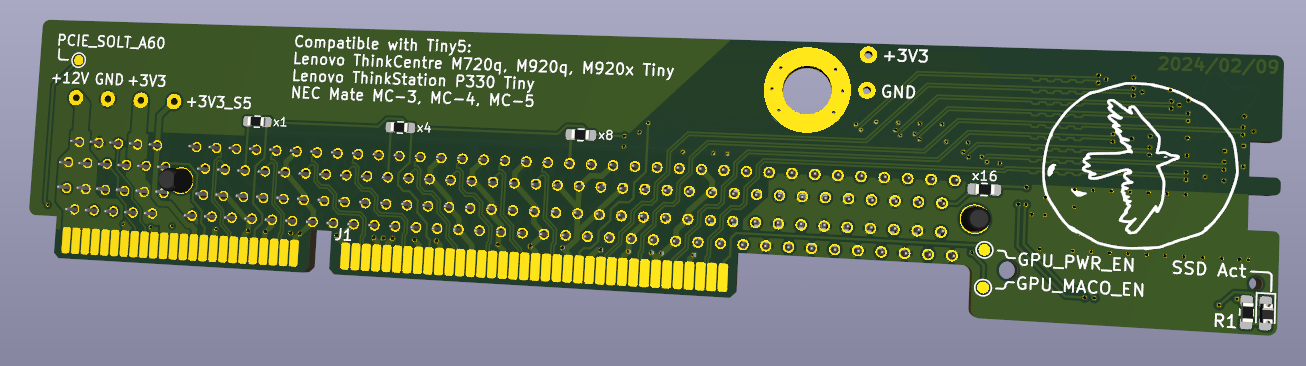 PCIE_SOLT_A60
+12V GND +3V3
+3V3_S5
Compatible with Tiny5:
Lenovo ThinkCentre M720q, M920q, M920x Tiny
Lenovo ThinkStation P330 Tiny
NEC Mate MC-3, MC-4, MC-5
+3V3
GND
2024/02/09
x1
x4
x8
x16
J1
GPU_PWR_EN
GPU_MACO_EN
SSD Act
R1